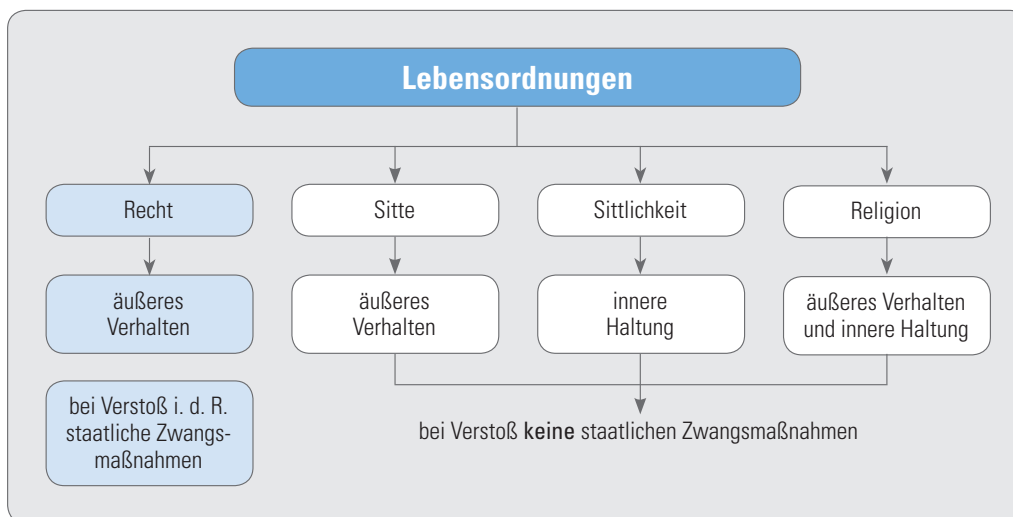 Lebensordnungen
Recht
Sitte
Sittlichkeit
Religion
äußeres
Verhalten
äußeres
Verhalten
innere
Haltung
äußeres Verhalten
und innere Haltung
bei Verstoß i. d. R.
staatliche Zwangs-
maßnahmen
bei Verstoß keine staatlichen Zwangsmaßnahmen